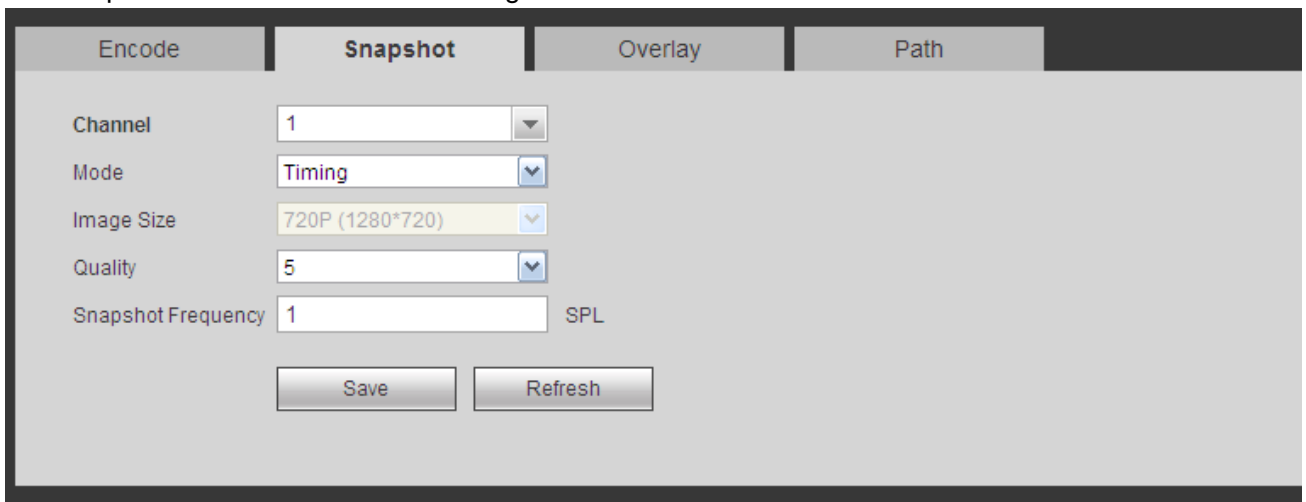 Encode Snapshot Overlay Path
Channel 1
Mode Timing
Image Size 720P (1280*720)
Quality 5
Snapshot Frequency 1 SPL
Save Refresh